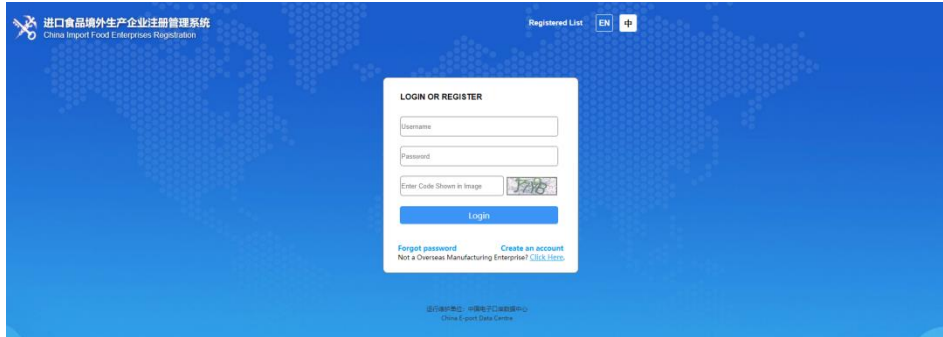 进口食品境外生产企业注册管理系统
China Import Food Enterprises Registration
Registered List EN 中
LOGIN OR REGISTER
Username
Password
Enter Code Shown in Image
Login
Forgot password Create an account
Not a Overseas Manufacturing Enterprise? Click Here.
运行维护单位：中国电子口岸数据中心
China E-port Data Centre